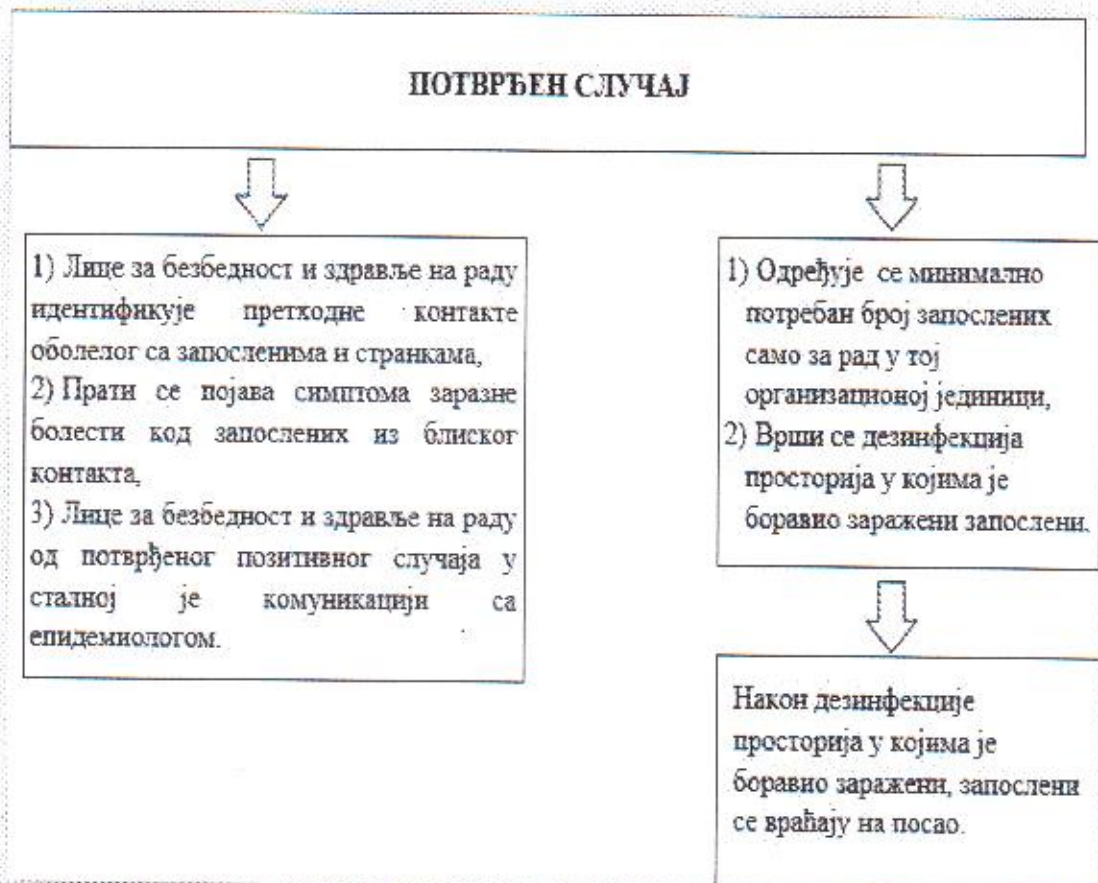 ПОТВРЂЕН СЛУЧАЈ
1) Лице за безбедност и здравље на раду
идентификује претходне контакте
оболелог са запосленима и странкама,
2) Прати се појава симптома заразне
болести код запослених из блиског
контакта,
3) Лице за безбедност и здравље на раду
од потврђеног позитивног случаја у
сталној је комуникацији са
епидемиологом.
1) Одређује се минимално
потребан број запослених
само за рад у тој
организационој јединици,
2) Врши се дезинфекција
просторија у којима је
боравио заражени запослени.
Након дезинфекције
просторија у којима је
боравио заражени, запослени
се враћају на посао.